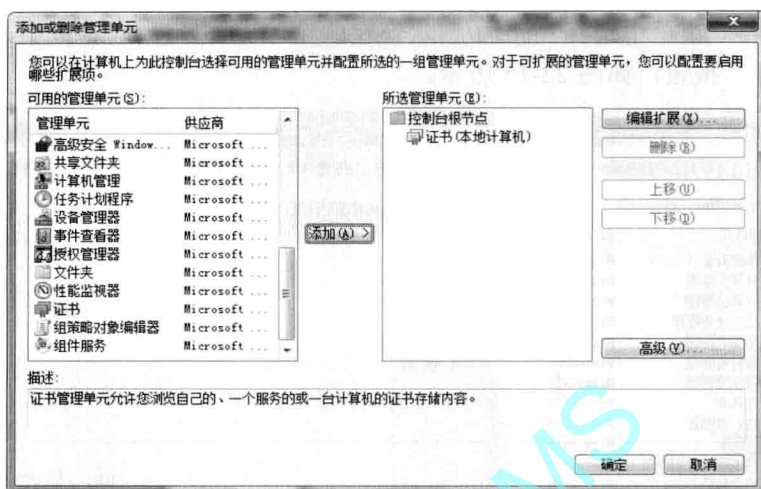 添加或删除管理单元
您可以在计算机上为此控制台选择可用的管理单元并配置所选的一组管理单元。对于可扩展的管理单元，您可以配置要启用
哪些扩展项。
可用的管理单元(S):
所选管理单元(E):
管理单元 供应商
高级安全 Window... Microsoft ...
共享文件夹 Microsoft ...
计算机管理 Microsoft ...
任务计划程序 Microsoft ...
设备管理器 Microsoft ...
事件查看器 Microsoft ...
授权管理器 Microsoft ...
文件夹 Microsoft ...
性能监视器 Microsoft ...
证书 Microsoft ...
组策略对象编辑器 Microsoft ...
组件服务 Microsoft ...
添加(A) >
控制台根节点
证书(本地计算机)
编辑扩展(X)...
删除(R)
上移(U)
下移(D)
高级(V)...
描述:
证书管理单元允许您浏览自己的、一个服务的或一台计算机的证书存储内容。
确定 取消
MS